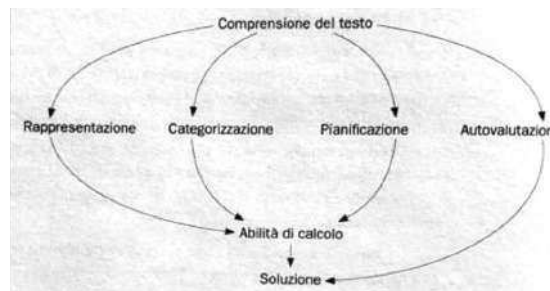 Comprensione del testo
Rappresentazione Categorizzazione Pianificazione Autovalutazion
Abilità di calcolo
Soluzione